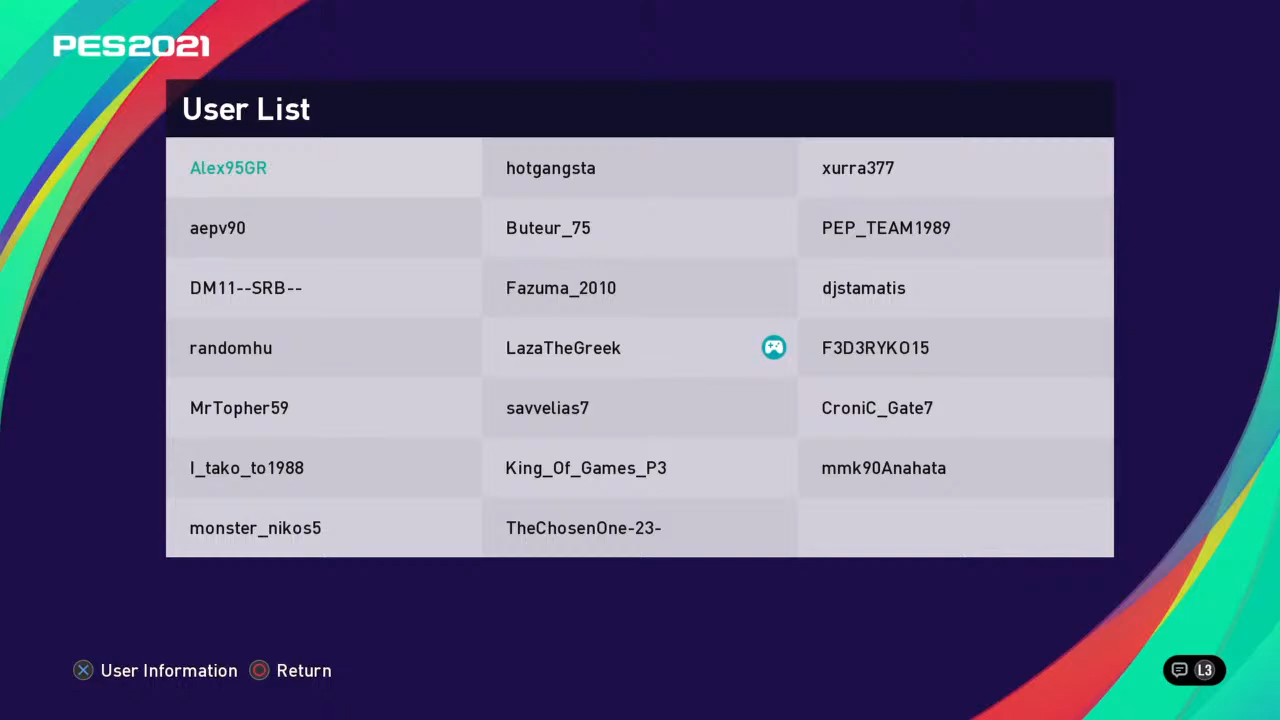 PES2021
User List
Alex95GR hotgangsta xurra377
aepv90 Buteur_75 PEP_TEAM1989
DM11--SRB-- Fazuma_2010 djstamatis
randomhu LazaTheGreek F3D3RYKO15
MrTopher59 savvelias7 CroniC_Gate7
I_tako_to1988 King_Of_Games_P3 mmk90Anahata
monster_nikos5 TheChosenOne-23-
User Information Return L3